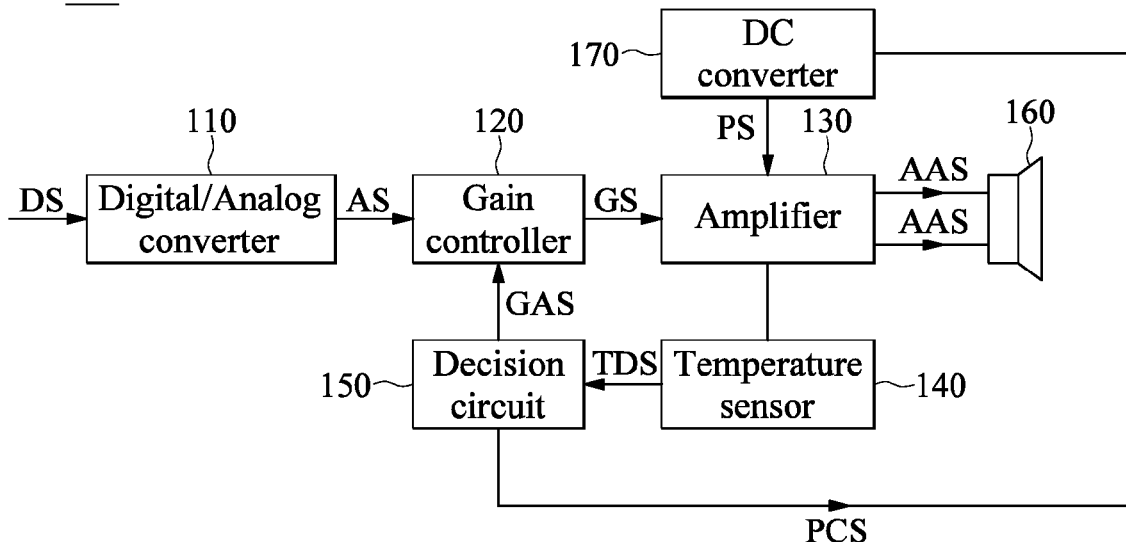 170
DC
converter
110
120
PS
130
160
DS
Digital/Analog
converter
AS
Gain
controller
GS
Amplifier
AAS
AAS
GAS
150
Decision
circuit
TDS
Temperature
sensor
140
PCS